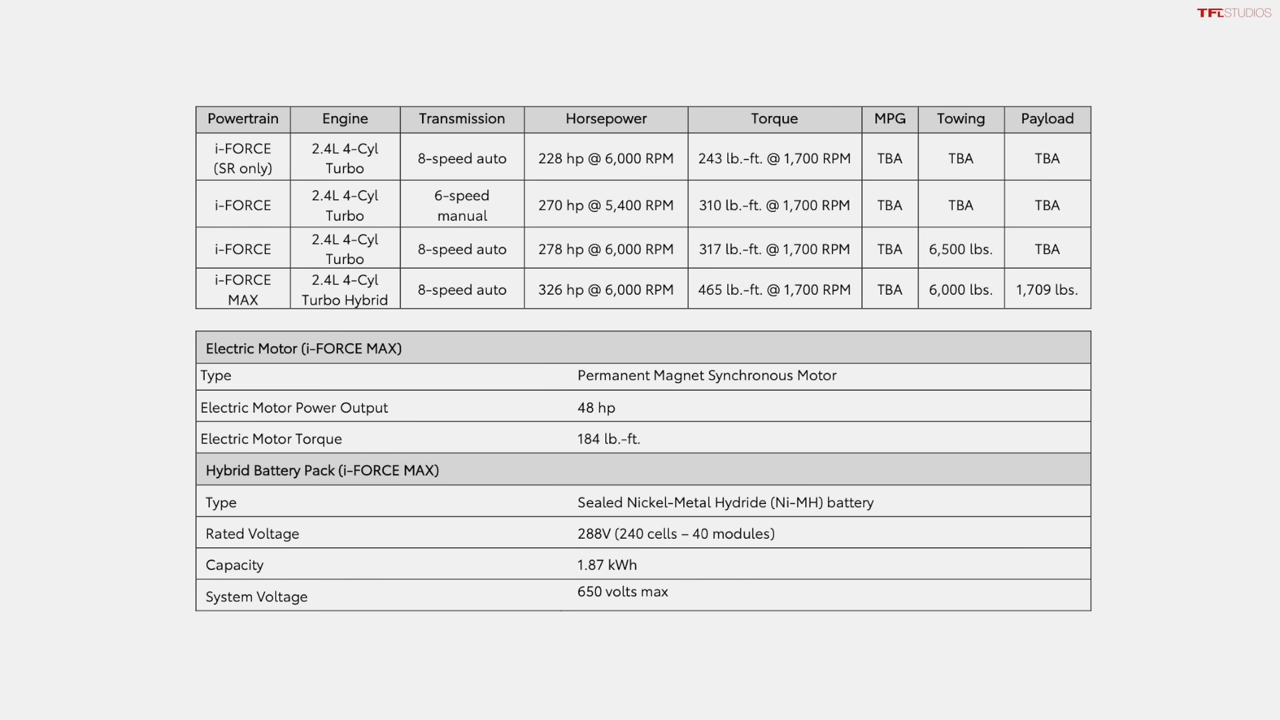 TFLSTUDIOS
Powertrain Engine Transmission Horsepower Torque MPG Towing Payload
i-FORCE (SR only) 2.4L 4-Cyl Turbo 8-speed auto 228 hp @ 6,000 RPM 243 lb.-ft. @ 1,700 RPM TBA TBA TBA
i-FORCE 2.4L 4-Cyl Turbo 6-speed manual 270 hp @ 5,400 RPM 310 lb.-ft. @ 1,700 RPM TBA TBA TBA
i-FORCE 2.4L 4-Cyl Turbo 8-speed auto 278 hp @ 6,000 RPM 317 lb.-ft. @ 1,700 RPM TBA 6,500 lbs. TBA
i-FORCE MAX 2.4L 4-Cyl Turbo Hybrid 8-speed auto 326 hp @ 6,000 RPM 465 lb.-ft. @ 1,700 RPM TBA 6,000 lbs. 1,709 lbs.
Electric Motor (i-FORCE MAX)
Type Permanent Magnet Synchronous Motor
Electric Motor Power Output 48 hp
Electric Motor Torque 184 lb.-ft.
Hybrid Battery Pack (i-FORCE MAX)
Type Sealed Nickel-Metal Hydride (Ni-MH) battery
Rated Voltage 288V (240 cells – 40 modules)
Capacity 1.87 kWh
System Voltage 650 volts max